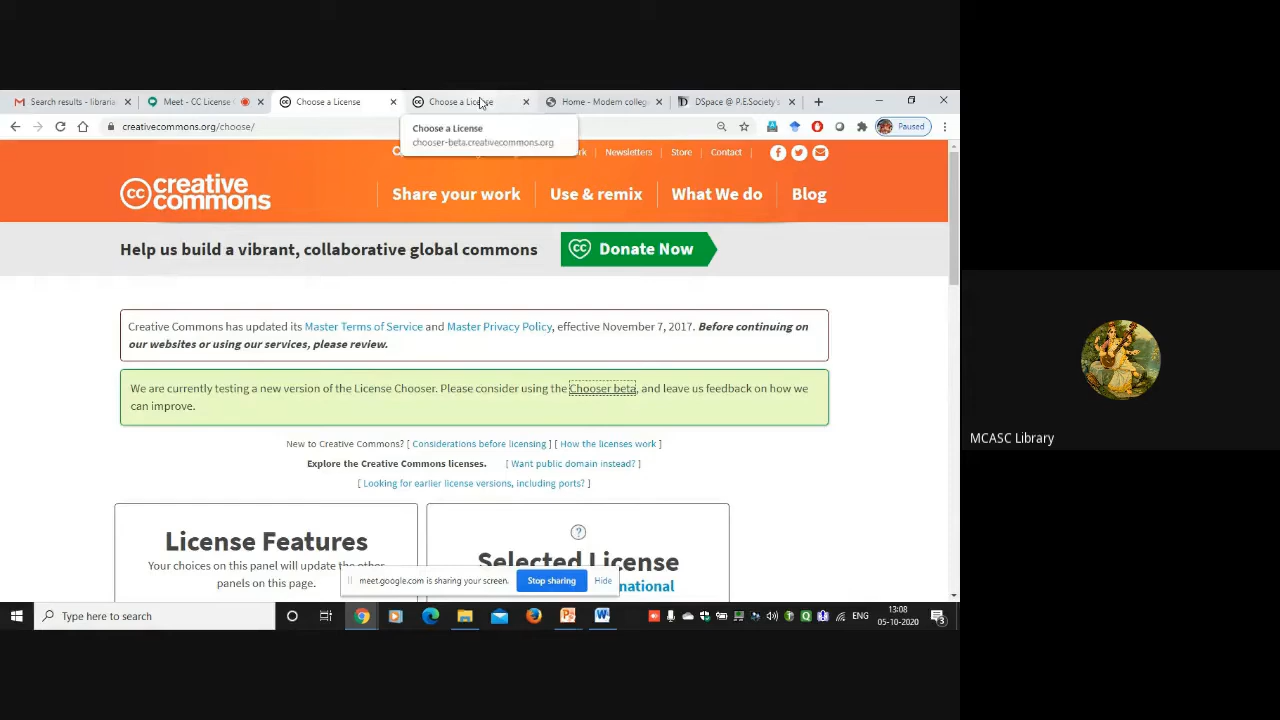 Search results - libraria
Meet - CC License
Choose a License
Choose a License
Home - Modern colleg
DSpace @ P.E.Society's
creativecommons.org/choose/
Paused
Choose a License
chooser-beta.creativecommons.org
Newsletters
Store
Contact
creative
commons
Share your work
Use & remix
What We do
Blog
Help us build a vibrant, collaborative global commons
Donate Now
Creative Commons has updated its Master Terms of Service and Master Privacy Policy, effective November 7, 2017. Before continuing on
our websites or using our services, please review.
We are currently testing a new version of the License Chooser. Please consider using the Chooser beta, and leave us feedback on how we
can improve.
New to Creative Commons? [ Considerations before licensing ] [ How the licenses work ]
Explore the Creative Commons licenses. [ Want public domain instead? ]
[ Looking for earlier license versions, including ports? ]
License Features
Your choices on this panel will update the other
panels on this page.
Selected License
national
meet.google.com is sharing your screen.
Stop sharing
Hide
MCASC Library
Type here to search
ENG
13:08
05-10-2020
3